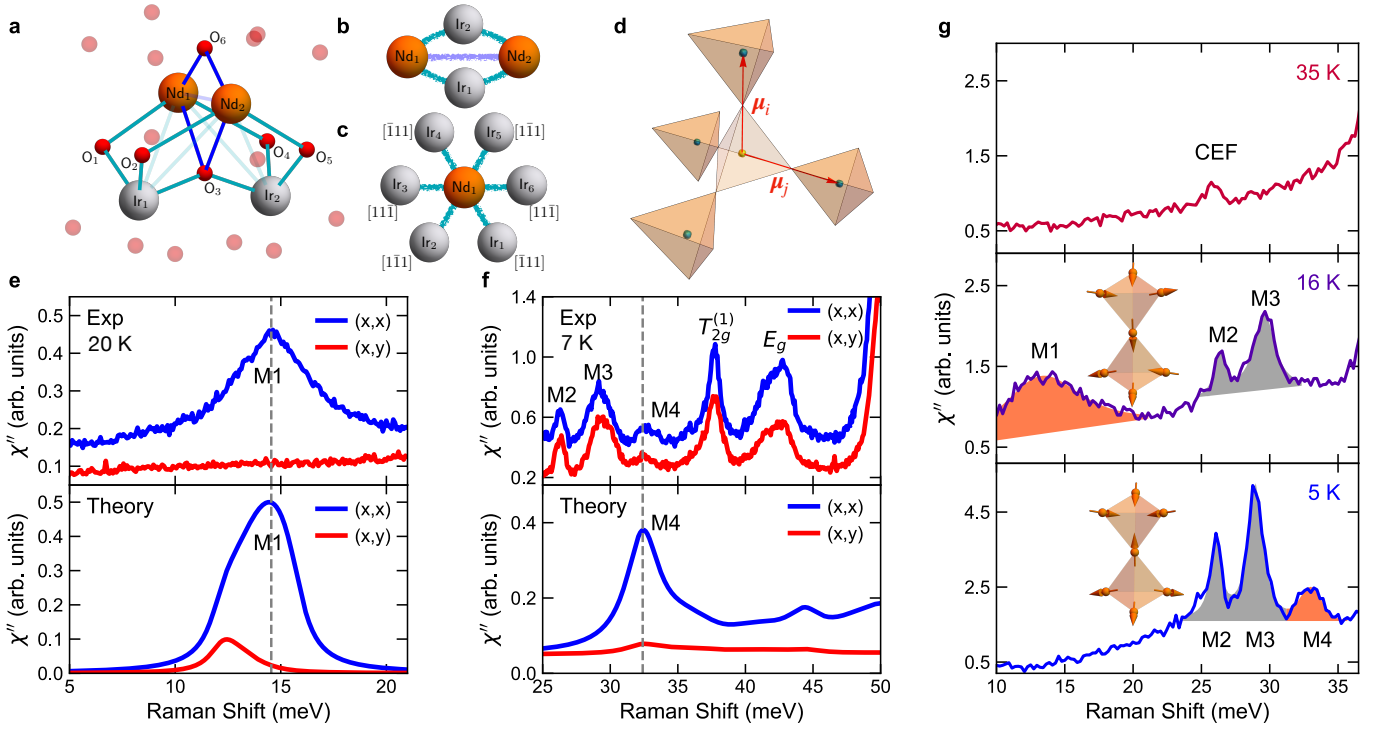 a
O₆
Nd₁
Nd₂
O₁
O₂
O₃
O₄
O₅
Ir₁
Ir₂
b
Ir₂
Nd₁
Nd₂
Ir₁
c
[1̄11]
Ir₄
Ir₅
[11̄1]
Ir₃
Nd₁
Ir₆
[111̄]
[111̄]
Ir₂
Ir₁
[11̄1]
[1̄11]
d
μᵢ
μⱼ
e
Exp
20 K
(x,x)
(x,y)
M1
0.5
0.4
0.3
0.2
0.1
χ′′ (arb. units)
Theory
(x,x)
(x,y)
M1
0.5
0.4
0.3
0.2
0.1
0.0
χ′′ (arb. units)
5
10
15
20
Raman Shift (meV)
f
Exp
7 K
(x,x)
(x,y)
M2
M3
M4
T₂g⁽¹⁾
Eg
1.4
1.0
0.6
0.2
χ′′ (arb. units)
Theory
(x,x)
(x,y)
M4
0.4
0.2
0.0
χ′′ (arb. units)
25
30
35
40
45
50
Raman Shift (meV)
g
35 K
CEF
2.5
1.5
0.5
16 K
M1
M2
M3
2.5
1.5
0.5
χ′′ (arb. units)
5 K
M2
M3
M4
4.5
2.5
0.5
10
15
20
25
30
35
Raman Shift (meV)